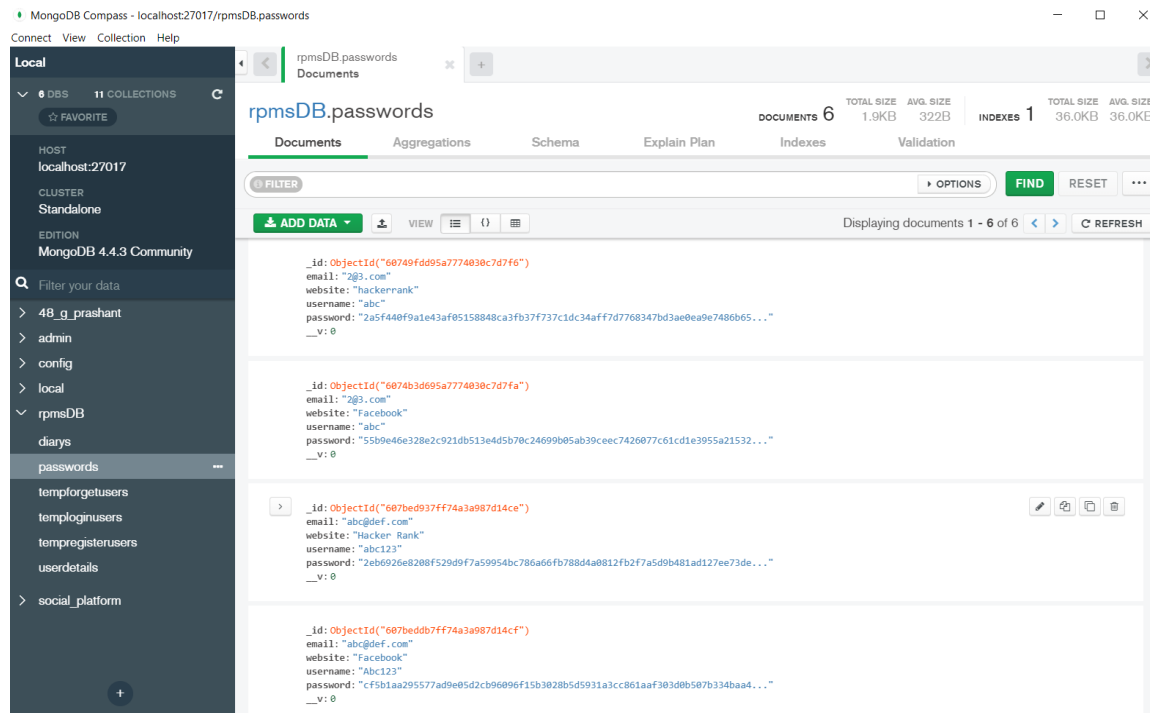 MongoDB Compass - localhost:27017/rpmsDB.passwords
Connect View Collection Help
Local
6 DBS 11 COLLECTIONS
FAVORITE
HOST
localhost:27017
CLUSTER
Standalone
EDITION
MongoDB 4.4.3 Community
Filter your data
48_g_prashant
admin
config
local
rpmsDB
diarys
passwords
tempforgetusers
temploginusers
tempregisterusers
userdetails
social_platform
rpmsDB.passwords
Documents
rpmsDB.passwords
DOCUMENTS 6 TOTAL SIZE 1.9KB AVG. SIZE 322B INDEXES 1 TOTAL SIZE 36.0KB AVG. SIZE 36.0KB
Documents Aggregations Schema Explain Plan Indexes Validation
FILTER OPTIONS FIND RESET ...
ADD DATA VIEW {} Displaying documents 1 - 6 of 6 REFRESH
_id: ObjectId("60749fdd95a7774030c7d7f6")
email: "2@3.com"
website: "hackerrank"
username: "abc"
password: "2a5f440f9a1e43af05158848ca3fb37f737c1dc34aff7d7768347bd3ae0ea9e7486b65..."
__v: 0
_id: ObjectId("6074b3d695a7774030c7d7fa")
email: "2@3.com"
website: "Facebook"
username: "abc"
password: "55b9e46e328e2c921db513e4d5b70c24699b05ab39ceec7426077c61cd1e3955a21532..."
__v: 0
_id: ObjectId("607bed937ff74a3a987d14ce")
email: "abc@def.com"
website: "Hacker Rank"
username: "abc123"
password: "2eb6926e8208f529d9f7a59954bc786a66fb788d4a0812fb2f7a5d9b481ad127ee73de..."
__v: 0
_id: ObjectId("607beddb7ff74a3a987d14cf")
email: "abc@def.com"
website: "Facebook"
username: "Abc123"
password: "cf5b1aa295577ad9e05d2cb96096f15b3028b5d5931a3cc861aaf303d0b507b334baa4..."
__v: 0